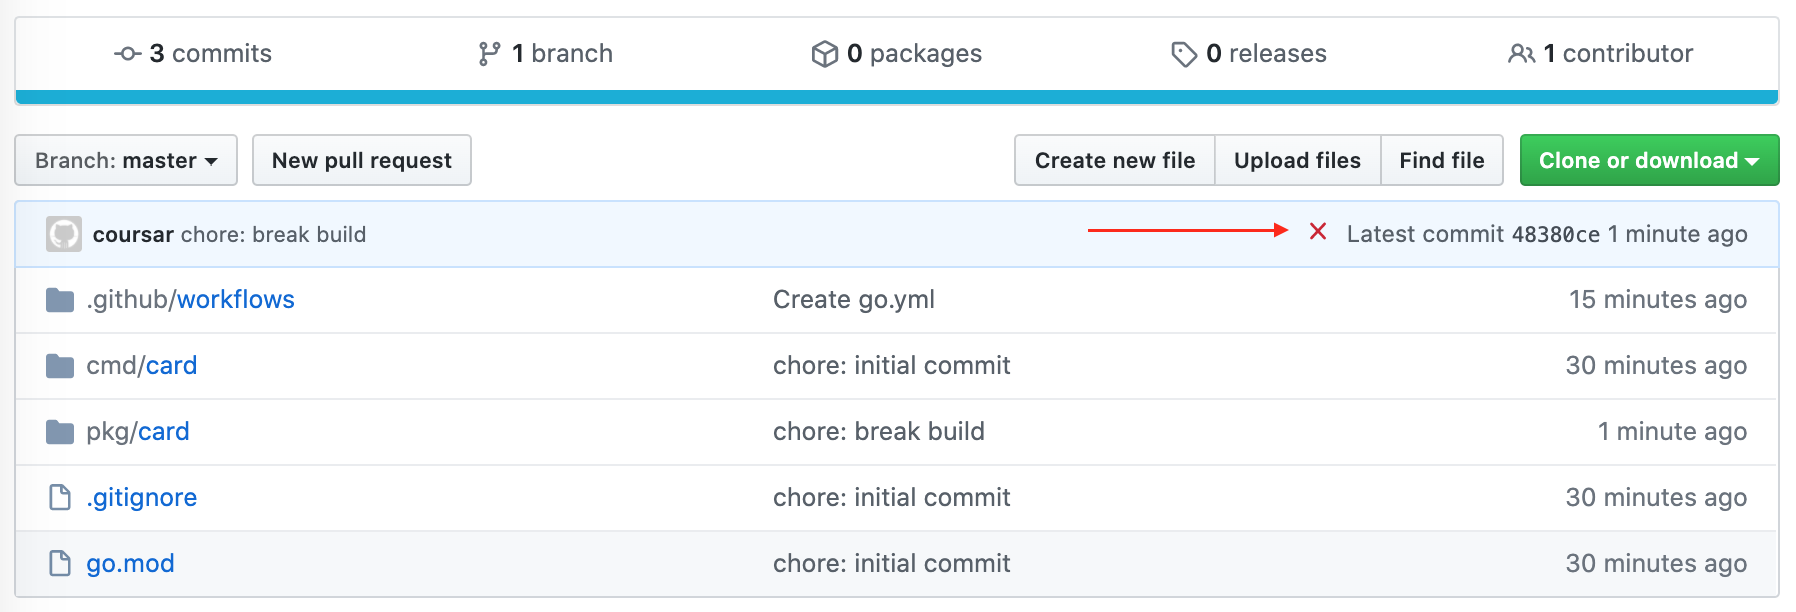 3 commits 1 branch 0 packages 0 releases 1 contributor
Branch: master New pull request Create new file Upload files Find file Clone or download
coursar chore: break build Latest commit 48380ce 1 minute ago
.github/workflows Create go.yml 15 minutes ago
cmd/card chore: initial commit 30 minutes ago
pkg/card chore: break build 1 minute ago
.gitignore chore: initial commit 30 minutes ago
go.mod chore: initial commit 30 minutes ago